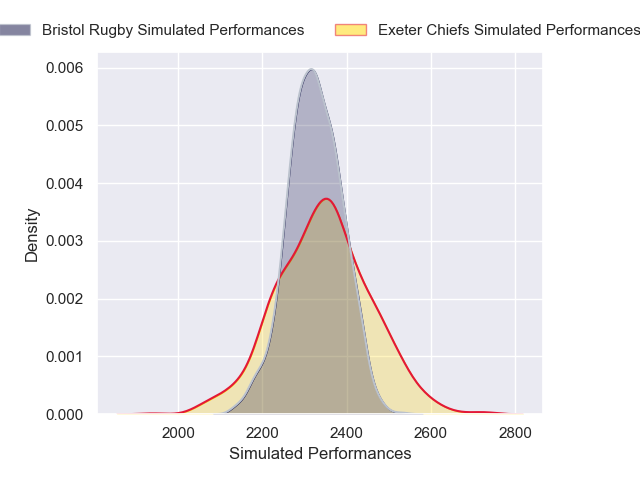 Bristol Rugby Simulated Performances Exeter Chiefs Simulated Performances
0.006
0.005
0.004
0.003
0.002
0.001
0.000
Density
2000 2200 2400 2600 2800
Simulated Performances